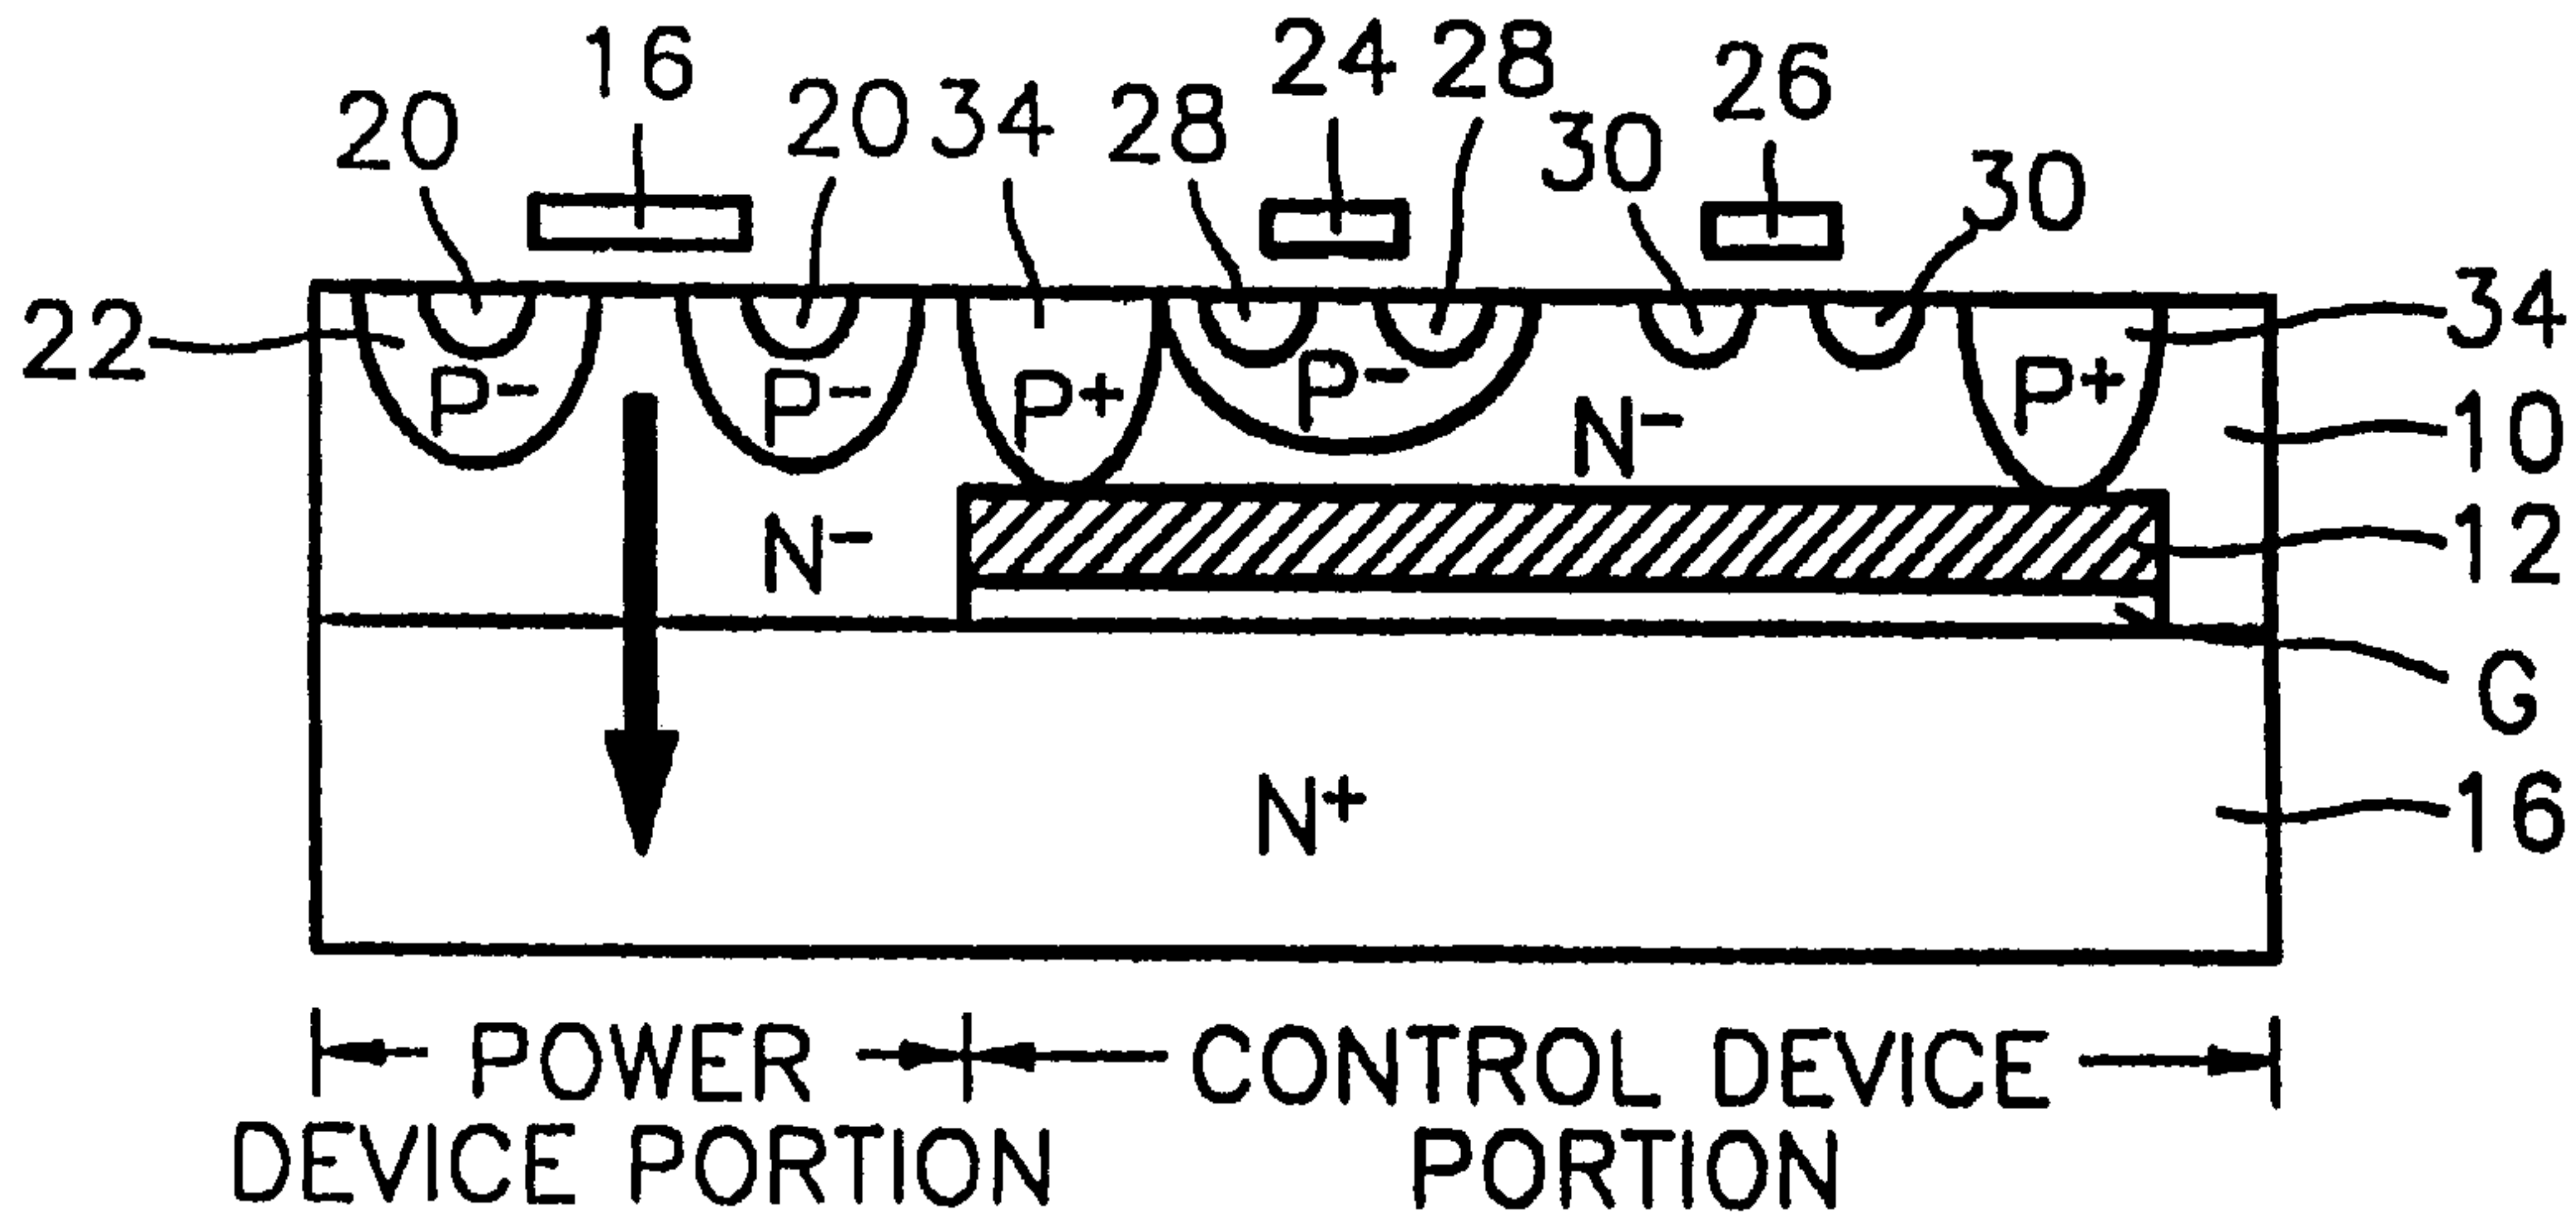 16 24 28 26
20 20 34 28 30 30
22 34
P- P- P+ P- N- P+ 10
N- 12
G
N+ 16
POWER CONTROL DEVICE
DEVICE PORTION PORTION